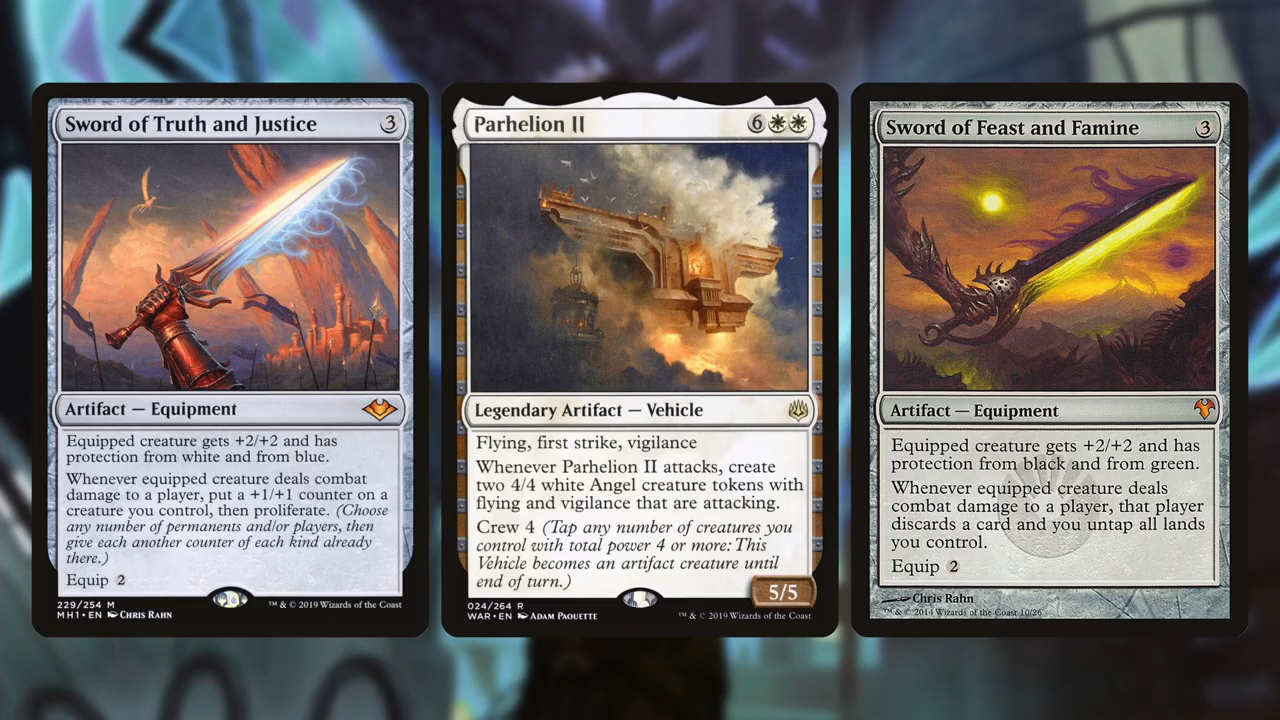 Sword of Truth and Justice 3
Artifact — Equipment
Equipped creature gets +2/+2 and has
protection from white and from blue.
Whenever equipped creature deals combat
damage to a player, put a +1/+1 counter on a
creature you control, then proliferate. (Choose
any number of permanents and/or players, then
give each another counter of each kind already
there.)
Equip 2
229/254 M
MH1 • EN Chris Rahn
™ & © 2019 Wizards of the Coast
Parhelion II 6
Legendary Artifact — Vehicle
Flying, first strike, vigilance
Whenever Parhelion II attacks, create
two 4/4 white Angel creature tokens with
flying and vigilance that are attacking.
Crew 4 (Tap any number of creatures you
control with total power 4 or more: This
Vehicle becomes an artifact creature until
end of turn.)
5/5
024/264 R
WAR • EN Adam Paquette
™ & © 2019 Wizards of the Coast
Sword of Feast and Famine 3
Artifact — Equipment
Equipped creature gets +2/+2 and has
protection from black and from green.
Whenever equipped creature deals
combat damage to a player, that player
discards a card and you untap all lands
you control.
Equip 2
Chris Rahn
™ & © 2014 Wizards of the Coast 10/26